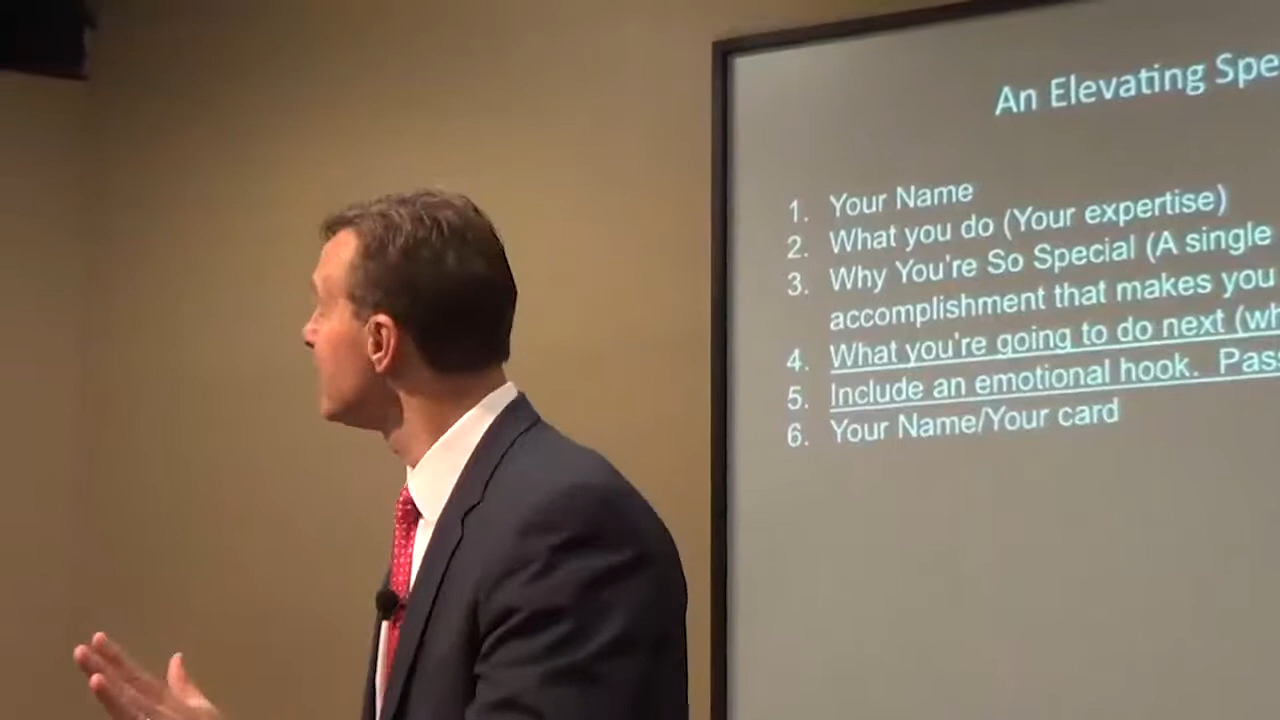 An Elevating Spe
1. Your Name
2. What you do (Your expertise)
3. Why You're So Special (A single
accomplishment that makes you
4. What you're going to do next (wh
5. Include an emotional hook. Pas
6. Your Name/Your card